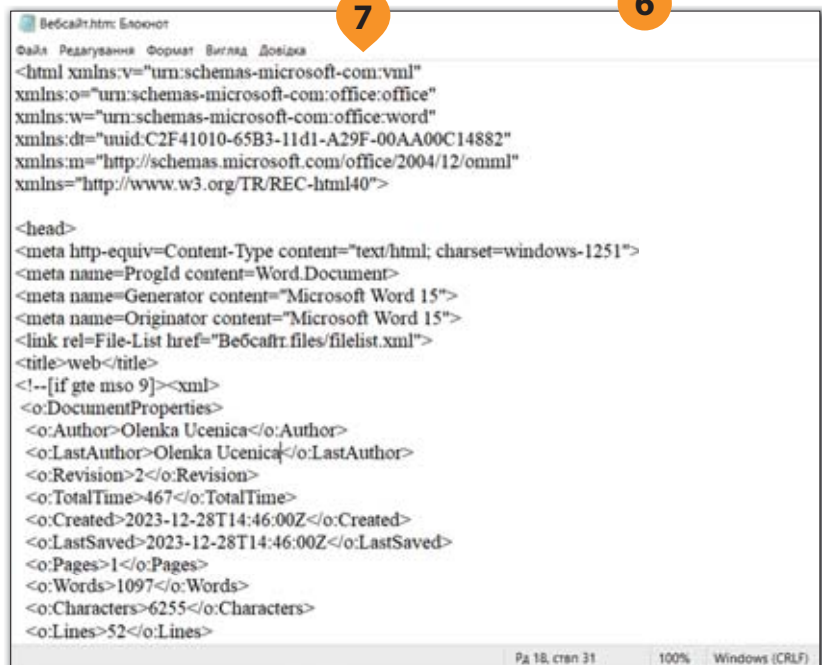 7
6
Вебсайт.htm: Блокнот
Файл Редагування Формат Вигляд Довідка
<html xmlns:v="urn:schemas-microsoft-com:vml"
xmlns:o="urn:schemas-microsoft-com:office:office"
xmlns:w="urn:schemas-microsoft-com:office:word"
xmlns:dt="uuid:C2F41010-65B3-11d1-A29F-00AA00C14882"
xmlns:m="http://schemas.microsoft.com/office/2004/12/omml"
xmlns="http://www.w3.org/TR/REC-html40">
<head>
<meta http-equiv=Content-Type content="text/html; charset=windows-1251">
<meta name=ProgId content=Word.Document>
<meta name=Generator content="Microsoft Word 15">
<meta name=Originator content="Microsoft Word 15">
<link rel=File-List href="Вебсайт.files/filelist.xml">
<title>web</title>
<!--[if gte mso 9]><xml>
<o:DocumentProperties>
<o:Author>Olenka Ucenica</o:Author>
<o:LastAuthor>Olenka Ucenica</o:LastAuthor>
<o:Revision>2</o:Revision>
<o:TotalTime>467</o:TotalTime>
<o:Created>2023-12-28T14:46:00Z</o:Created>
<o:LastSaved>2023-12-28T14:46:00Z</o:LastSaved>
<o:Pages>1</o:Pages>
<o:Words>1097</o:Words>
<o:Characters>6255</o:Characters>
<o:Lines>52</o:Lines>
Рд 18, ствп 31 100% Windows (CRLF)